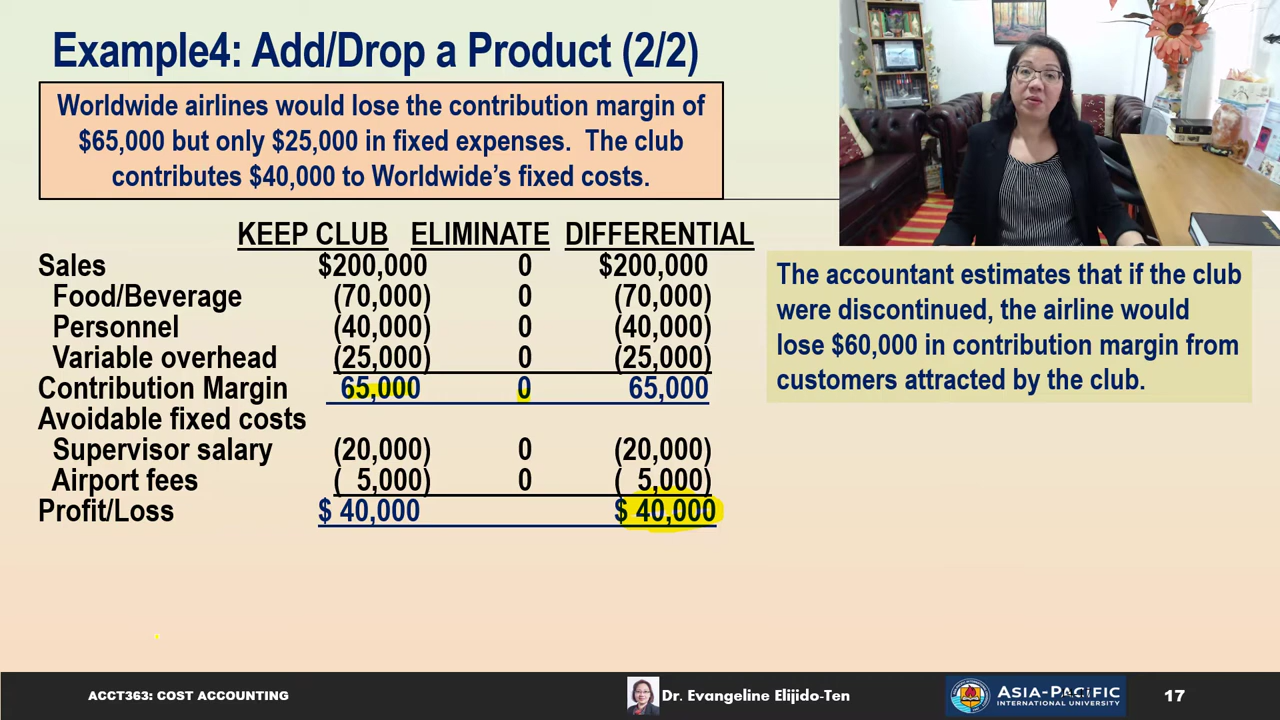 Example4: Add/Drop a Product (2/2)
Worldwide airlines would lose the contribution margin of
$65,000 but only $25,000 in fixed expenses. The club
contributes $40,000 to Worldwide’s fixed costs.
KEEP CLUB ELIMINATE DIFFERENTIAL
Sales $200,000 0 $200,000
Food/Beverage (70,000) 0 (70,000)
Personnel (40,000) 0 (40,000)
Variable overhead (25,000) 0 (25,000)
Contribution Margin 65,000 0 65,000
Avoidable fixed costs
Supervisor salary (20,000) 0 (20,000)
Airport fees ( 5,000) 0 ( 5,000)
Profit/Loss $ 40,000 $ 40,000
The accountant estimates that if the club
were discontinued, the airline would
lose $60,000 in contribution margin from
customers attracted by the club.
ACCT363: COST ACCOUNTING
Dr. Evangeline Elijido-Ten
ASIA-PACIFIC
INTERNATIONAL UNIVERSITY
17